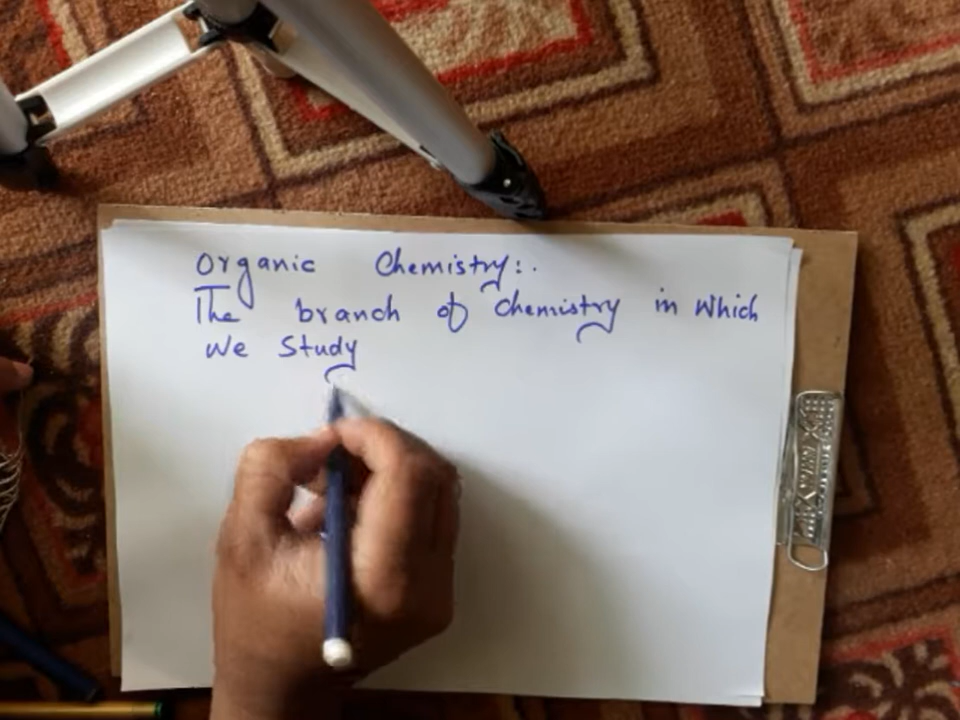 Organic Chemistry:.
The branch of Chemistry in Which
We Study